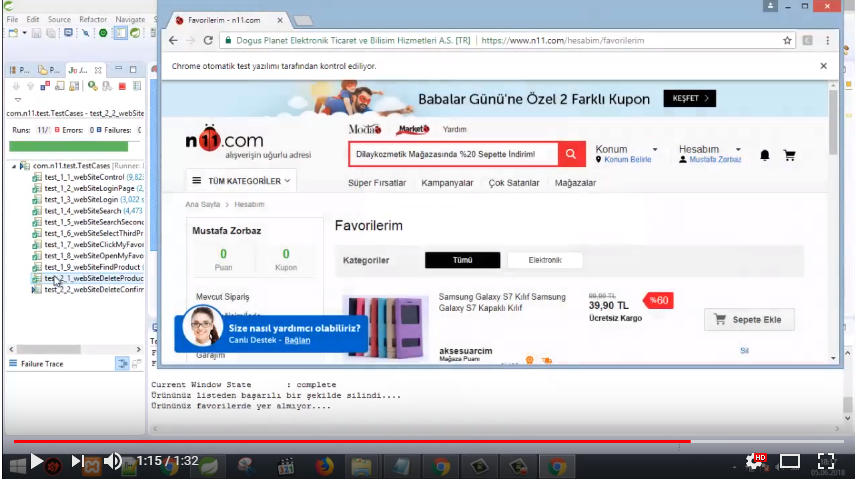 Favorilerim - n11.com
File Edit Source Refactor Navigate
Dogus Planet Elektronik Ticaret ve Bilisim Hizmetleri A.S. [TR] | https://www.n11.com/hesabim/favorilerim
Chrome otomatik test yazılımı tarafından kontrol ediliyor.
P... P... Ju
com.n11.test.TestCases - test_2_2_webSite
Runs: 11/1 Errors: 0 Failures: 0
com.n11.test.TestCases [Runner:
test_1_1_webSiteControl (9,82
test_1_2_webSiteLoginPage (2,
test_1_3_webSiteLogin (3,022 s
test_1_4_webSiteSearch (4,473
test_1_5_webSiteSearchSecond
test_1_6_webSiteSelectThirdPr
test_1_7_webSiteClickMyFavo
test_1_8_webSiteOpenMyFavo
test_1_9_webSiteFindProduct (
test_2_1_webSiteDeleteProduc
test_2_2_webSiteDeleteConfirm
Failure Trace
Babalar Günü'ne Özel 2 Farklı Kupon KEŞFET >
n11.com
alışverişin uğurlu adresi
Moda Market Yardım
Dilaykozmetik Mağazasında %20 Sepette İndirim!
Konum
Konum Belirle
Hesabım
Mustafa Zorbaz
TÜM KATEGORİLER
Süper Fırsatlar Kampanyalar Çok Satanlar Mağazalar
Ana Sayfa > Hesabım
Mustafa Zorbaz
0 0
Puan Kupon
Mevcut Sipariş
Garajım
Favorilerim
Kategoriler Tümü Elektronik
Samsung Galaxy S7 Kılıf Samsung
Galaxy S7 Kapaklı Kılıf
39,90 TL
Ücretsiz Kargo
%60
Sepete Ekle
Sil
aksesuarcim
Mağaza Puanı
Size nasıl yardımcı olabiliriz?
Canlı Destek - Bağlan
Current Window State : complete
Ürününüz listeden başarılı bir şekilde silindi....
Ürününüz favorilerde yer almıyor....
1:15 / 1:32
HD